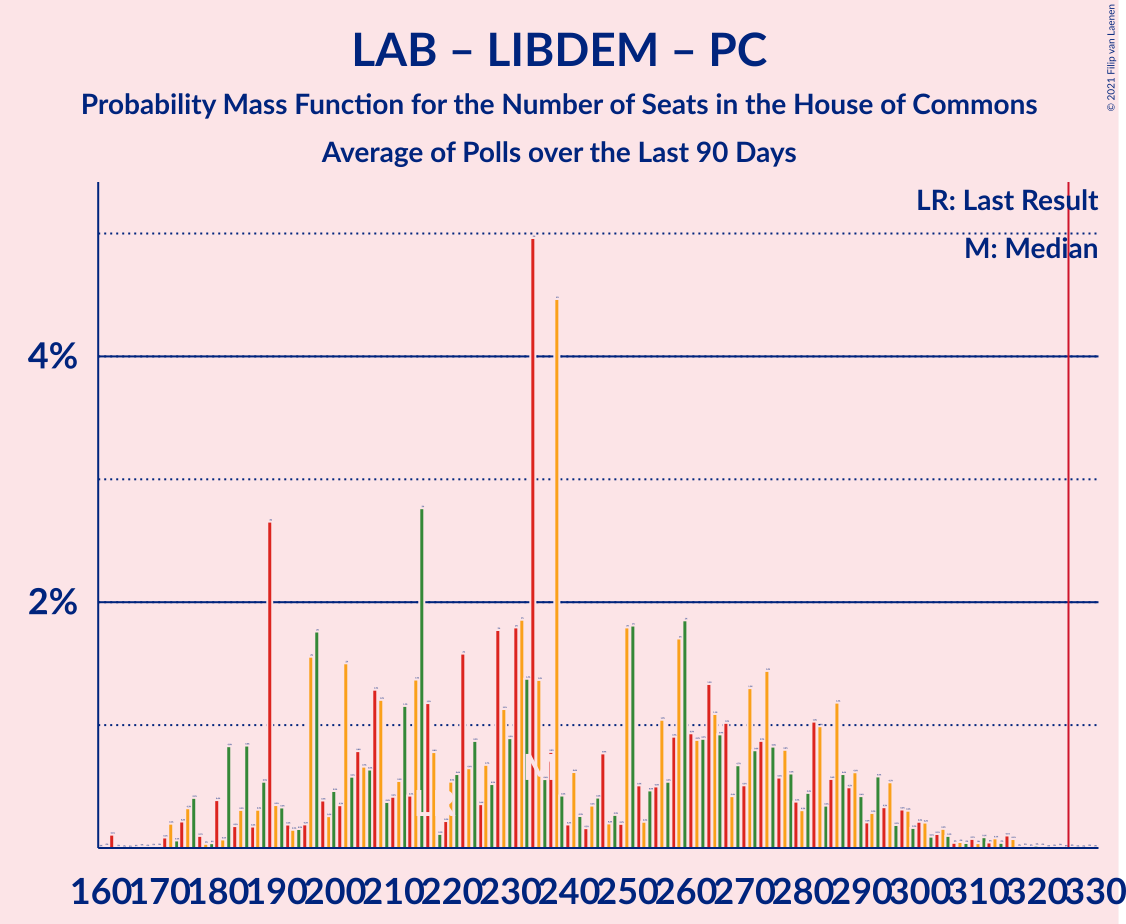 LAB – LIBDEM – PC
Probability Mass Function for the Number of Seats in the House of Commons
Average of Polls over the Last 90 Days
© 2021 Filip van Laenen
LR: Last Result
M: Median
4%
2%
160 170 180 190 200 210 220 230 240 250 260 270 280 290 300 310 320 330